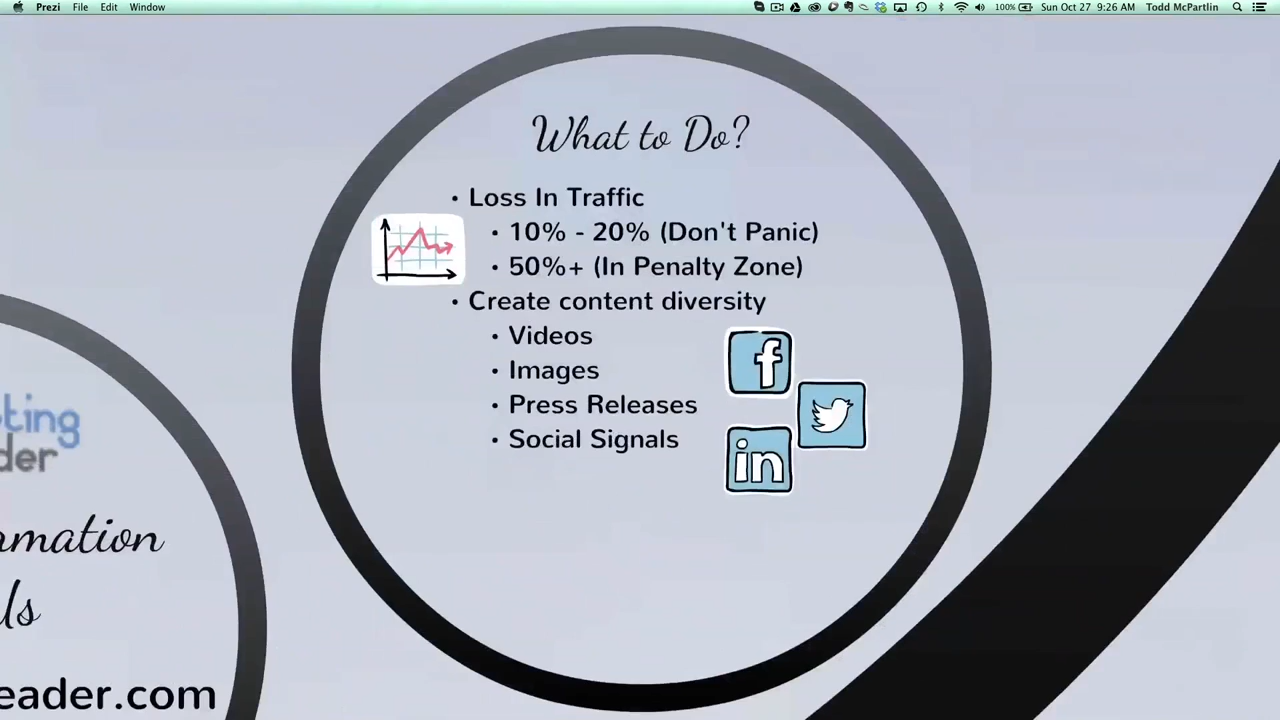 Prezi File Edit Window 100% Sun Oct 27 9:26 AM Todd McPartlin
What to Do?
• Loss In Traffic
• 10% - 20% (Don't Panic)
• 50%+ (In Penalty Zone)
• Create content diversity
• Videos
• Images
• Press Releases
• Social Signals
f
in
eting
der
rmation
ls
eader.com